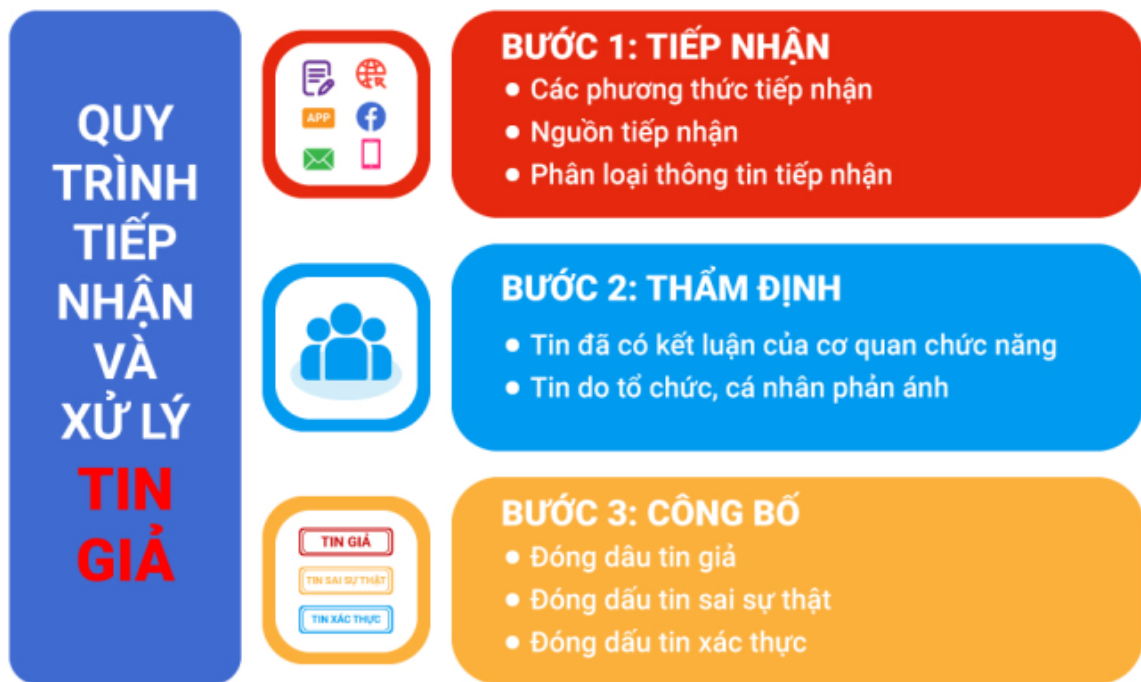 QUY
TRÌNH
TIẾP
NHẬN
VÀ
XỬ LÝ
TIN
GIẢ
APP
BƯỚC 1: TIẾP NHẬN
• Các phương thức tiếp nhận
• Nguồn tiếp nhận
• Phân loại thông tin tiếp nhận
BƯỚC 2: THẨM ĐỊNH
• Tin đã có kết luận của cơ quan chức năng
• Tin do tổ chức, cá nhân phản ánh
TIN GIẢ
TIN SAI SỰ THẬT
TIN XÁC THỰC
BƯỚC 3: CÔNG BỐ
• Đóng dâu tin giả
• Đóng dấu tin sai sự thật
• Đóng dấu tin xác thực